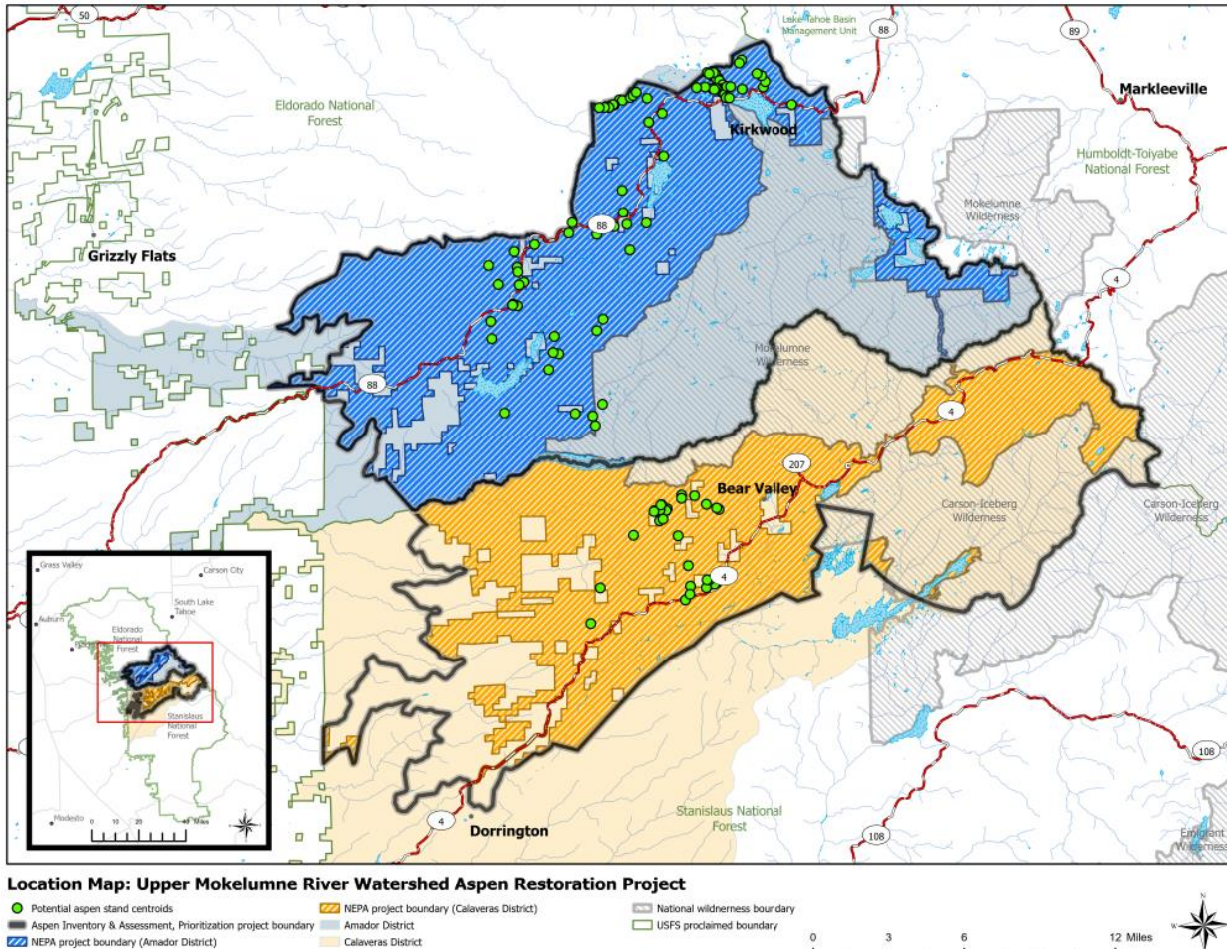 50
Lake Tahoe Basin
Management Unit
88
89
Markleeville
Eldorado National
Forest
Kirkwood
Humboldt-Toiyabe
National Forest
Mokelumne
Wilderness
88
Grizzly Flats
4
Mokelumne
Wilderness
88
4
207
Bear Valley
Carson-Iceberg
Wilderness
Carson-Iceberg
Wilderness
4
Grass Valley
Carson City
South Lake
Tahoe
Auburn
Eldorado
National
Forest
Stanislaus
National
Forest
Modesto
0 10 20 40 Miles
108
Stanislaus National
Forest
4
Dorrington
108
Emigrant
Wilderness
Location Map: Upper Mokelumne River Watershed Aspen Restoration Project
Potential aspen stand centroids
Aspen Inventory & Assessment, Prioritization project boundary
NEPA project boundary (Amador District)
NEPA project boundary (Calaveras District)
Amador District
Calaveras District
National wildnerness bourdary
USFS proclaimed boundary
0 3 6 12 Miles